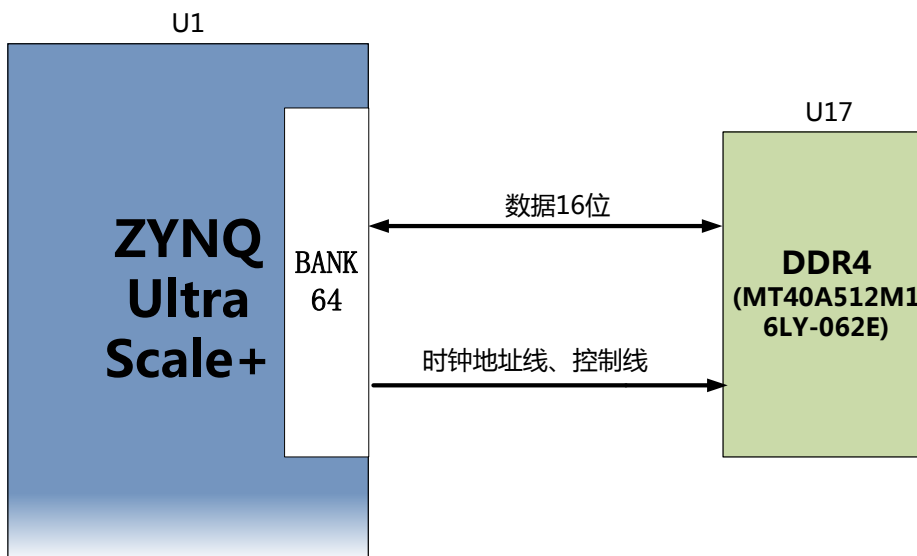 U1
U17
ZYNQ
Ultra
Scale+
BANK
64
数据16位
时钟地址线、控制线
DDR4
(MT40A512M1
6LY-062E)